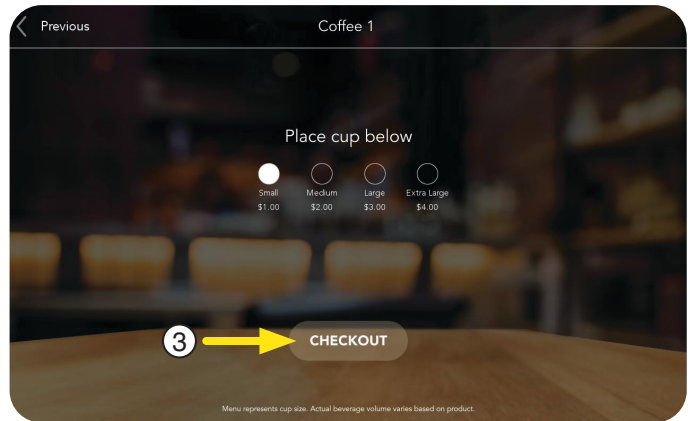 Previous
Coffee 1
Place cup below
Small Medium Large Extra Large
$1.00 $2.00 $3.00 $4.00
3
CHECKOUT
Menu represents cup size. Actual beverage volume varies based on product.